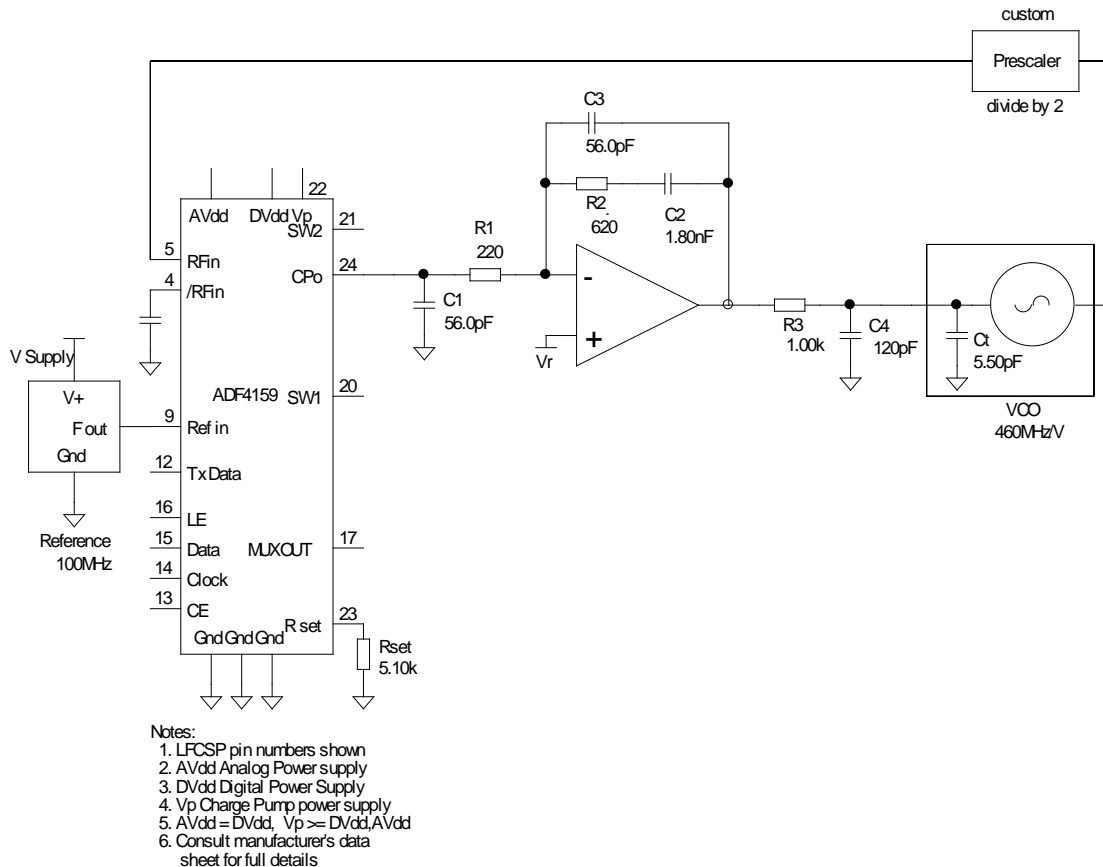 custom
Prescaler
divide by 2
C3
56.0pF
R2
620
C2
1.80nF
22
AVdd
DVdd Vp
21
SW2
5
RFin
R1
220
24
CPo
4
/RFin
C1
56.0pF
-
+
Vr
R3
1.00k
C4
120pF
Ct
5.50pF
VCO
460MHz/V
V Supply
V+
F out
Gnd
Reference
100MHz
ADF4159
20
SW1
9
Ref in
12
Tx Data
16
LE
15
Data
17
MUXOUT
14
Clock
13
CE
23
R set
Gnd Gnd Gnd
Rset
5.10k
Notes:
1. LFCSP pin numbers shown
2. AVdd Analog Power supply
3. DVdd Digital Power Supply
4. Vp Charge Pump power supply
5. AVdd = DVdd, Vp >= DVdd,AVdd
6. Consult manufacturer's data
sheet for full details